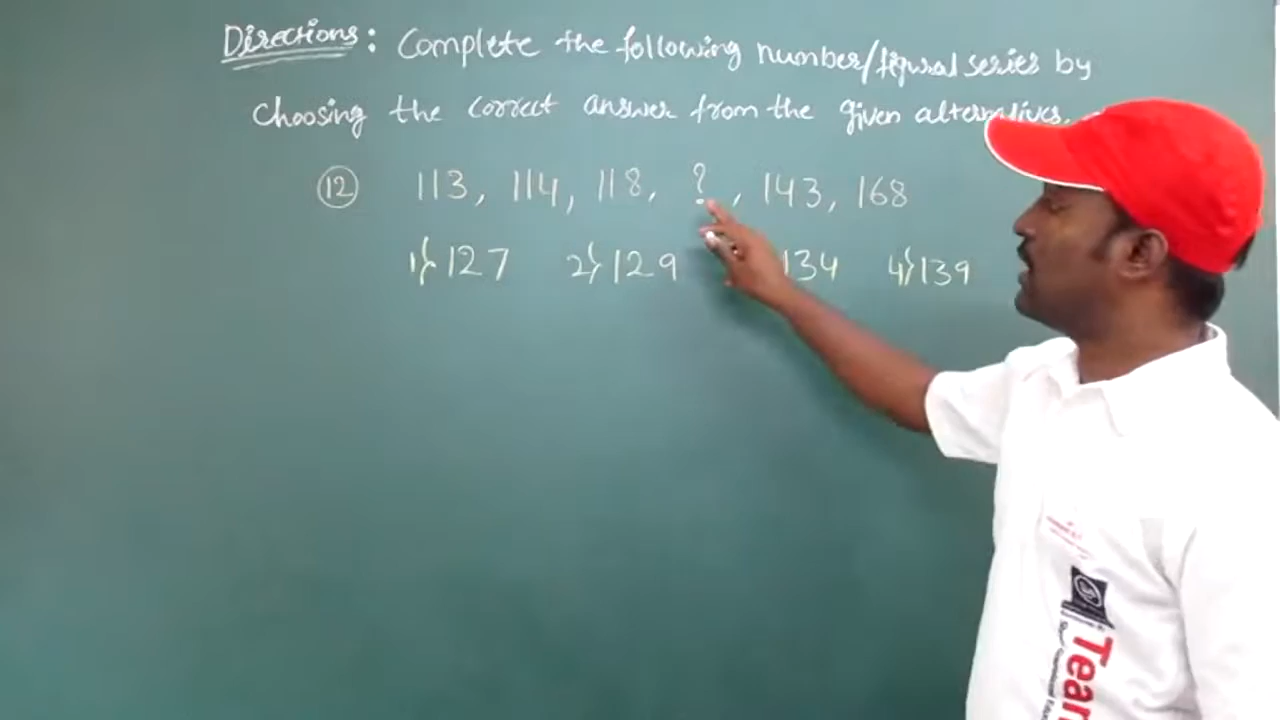 Directions: Complete the following number/figural series by
choosing the correct answer from the given alternatives.
12 113, 114, 118, ?, 143, 168
1} 127 2} 129 134 4} 139
Team